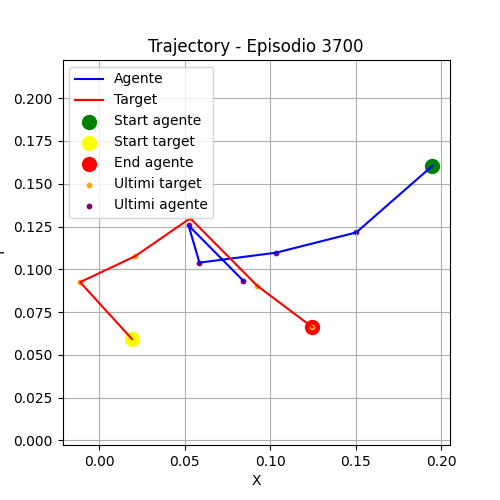 Trajectory - Episodio 3700
Agente
Target
Start agente
Start target
End agente
Ultimi target
Ultimi agente
0.200
0.175
0.150
0.125
0.100
0.075
0.050
0.025
0.000
0.00 0.05 0.10 0.15 0.20
X